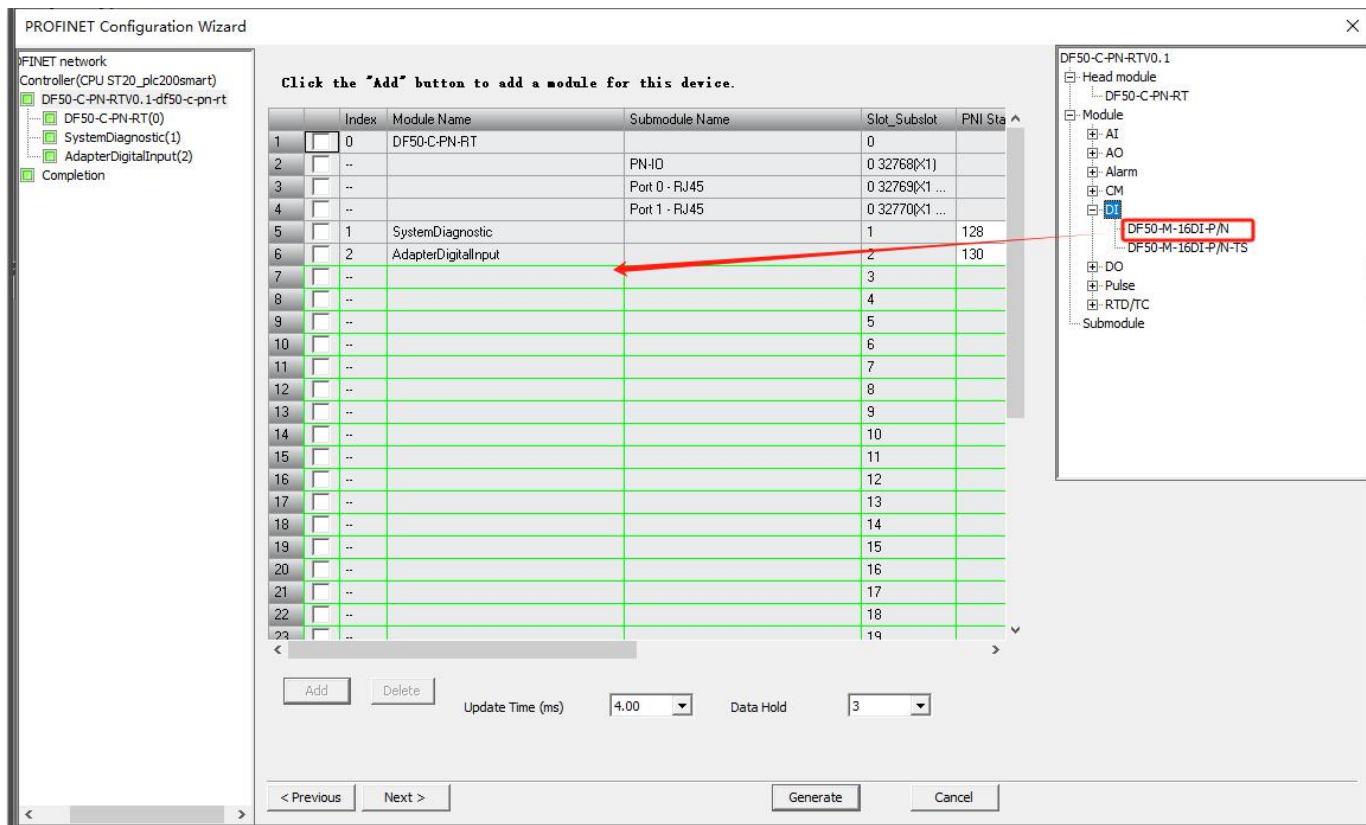 PROFINET Configuration Wizard
FINET network
Controller(CPU ST20_plc200smart)
DF50-C-PN-RTV0.1-df50-c-pn-rt
DF50-C-PN-RT(0)
SystemDiagnostic(1)
AdapterDigitalInput(2)
Completion
Click the "Add" button to add a module for this device.
Index Module Name Submodule Name Slot_Subslot PNI Sta
1 0 DF50-C-PN-RT 0
2 -- PN-IO 0 32768(X1)
3 -- Port 0 - RJ45 0 32769(X1 ...
4 -- Port 1 - RJ45 0 32770(X1 ...
5 1 SystemDiagnostic 1 128
6 2 AdapterDigitalInput 2 130
7 -- 3
8 -- 4
9 -- 5
10 -- 6
11 -- 7
12 -- 8
13 -- 9
14 -- 10
15 -- 11
16 -- 12
17 -- 13
18 -- 14
19 -- 15
20 -- 16
21 -- 17
22 -- 18
23 -- 19
Add Delete Update Time (ms) 4.00 Data Hold 3
< Previous Next > Generate Cancel
DF50-C-PN-RTV0.1
Head module
DF50-C-PN-RT
Module
AI
AO
Alarm
CM
DI
DF50-M-16DI-P/N
DF50-M-16DI-P/N-TS
DO
Pulse
RTD/TC
Submodule